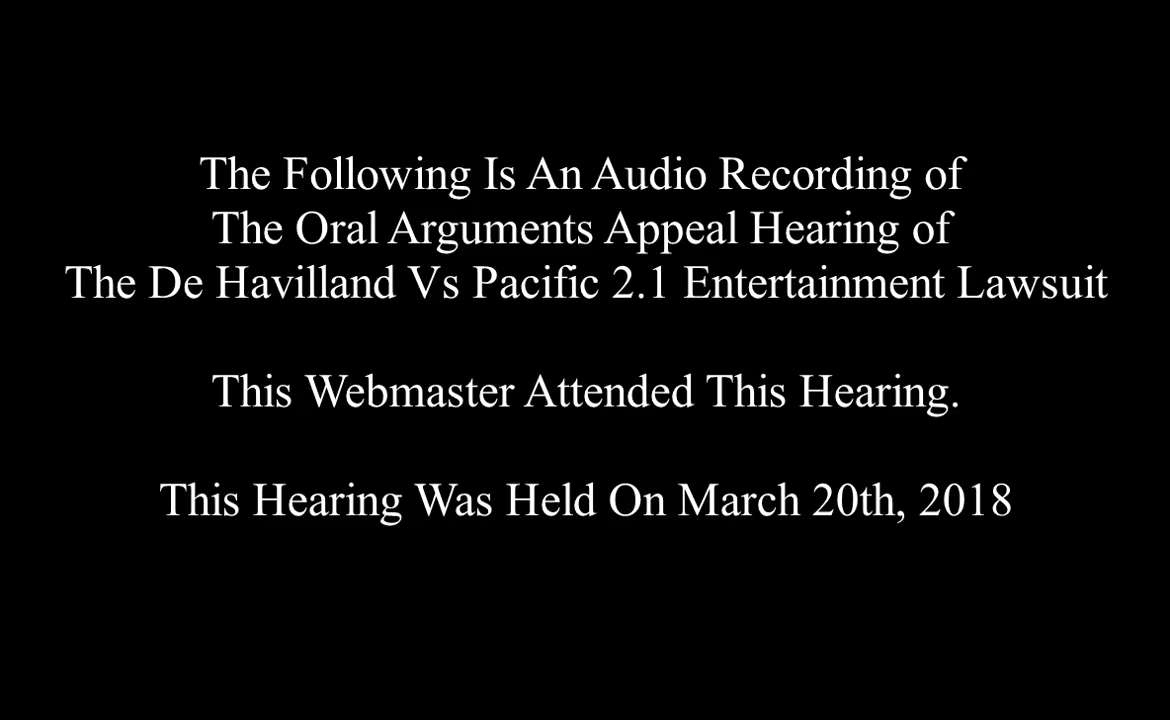 The Following Is An Audio Recording of
The Oral Arguments Appeal Hearing of
The De Havilland Vs Pacific 2.1 Entertainment Lawsuit
This Webmaster Attended This Hearing.
This Hearing Was Held On March 20th, 2018